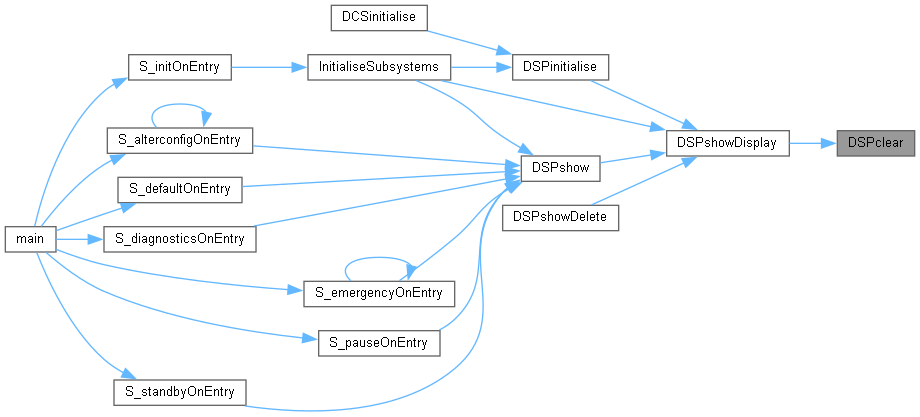 DCSinitialise
S_initOnEntry
InitialiseSubsystems
DSPinitialise
S_alterconfigOnEntry
DSPshowDisplay
DSPclear
DSPshow
S_defaultOnEntry
DSPshowDelete
main
S_diagnosticsOnEntry
S_emergencyOnEntry
S_pauseOnEntry
S_standbyOnEntry